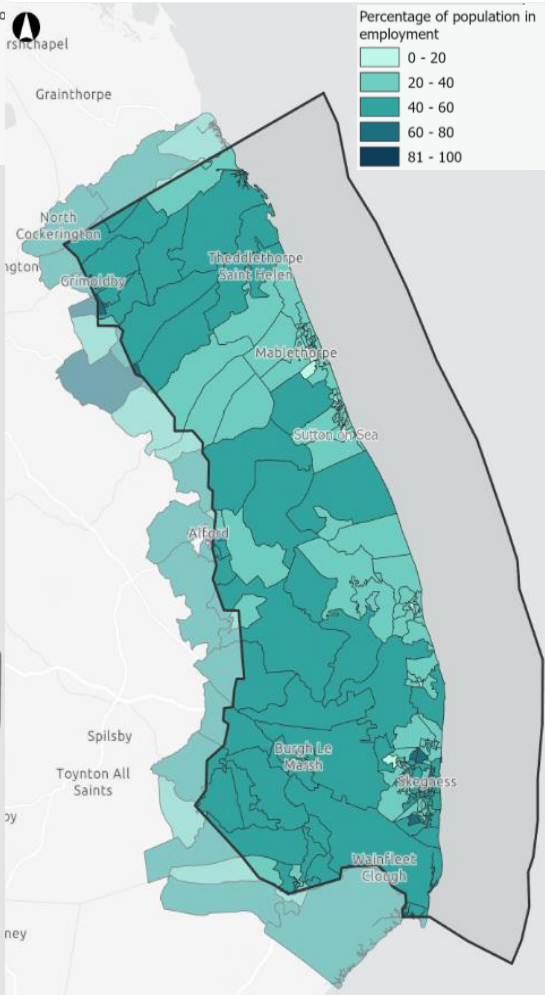 Percentage of population in
employment
0 - 20
20 - 40
40 - 60
60 - 80
81 - 100
Grainthorpe
North
Cockerington
Grimoldby
Theddlethorpe
Saint Helen
Mablethorpe
Sutton on Sea
Alford
Spilsby
Toynton All
Saints
Burgh Le
Marsh
Skegness
Wainfleet
Clough